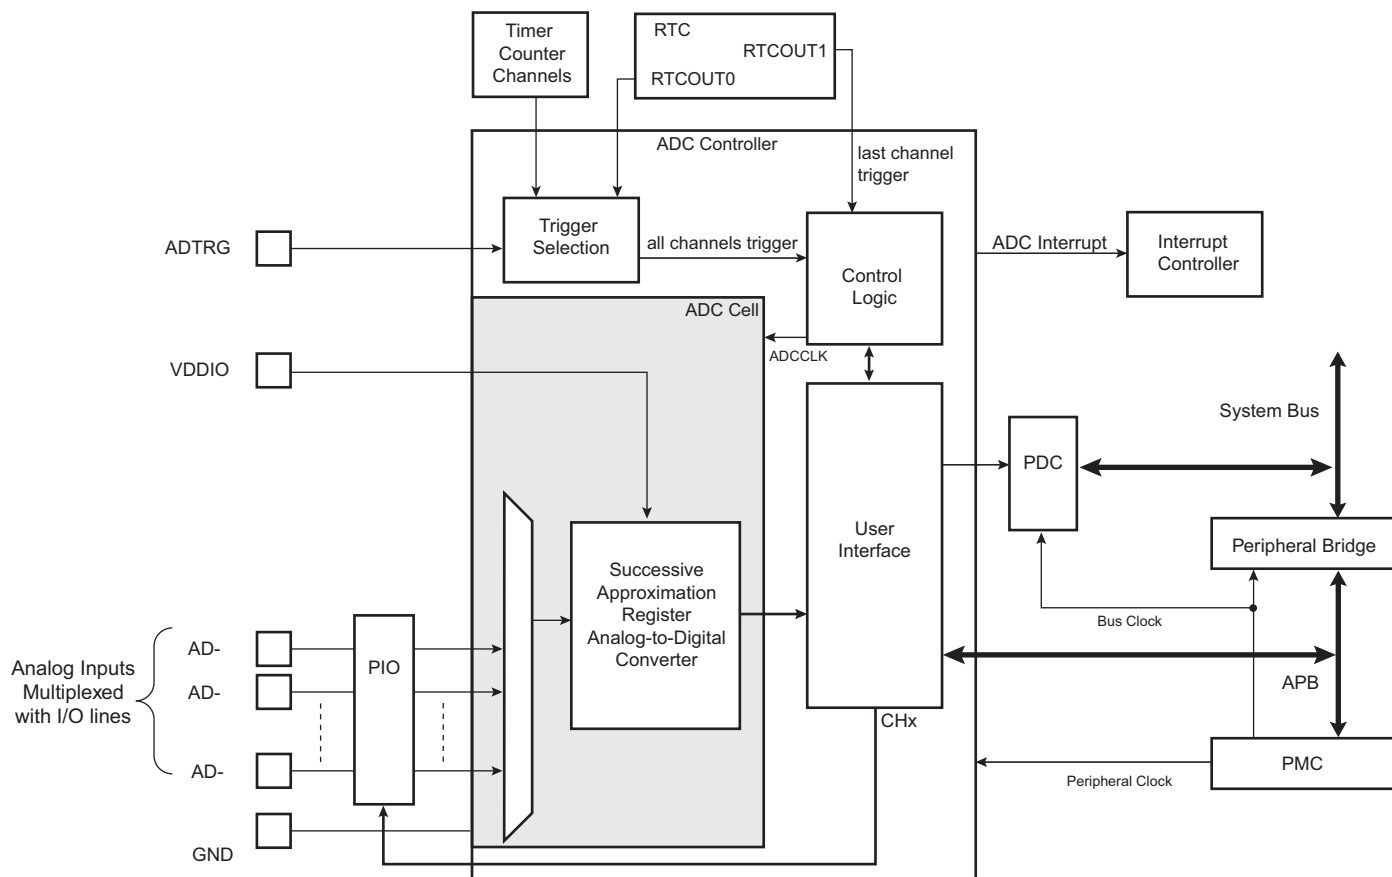 Timer
Counter
Channels
RTC
RTCOUT1
RTCOUT0
ADC Controller
last channel
trigger
Trigger
Selection
ADTRG
all channels trigger
Control
Logic
ADC Interrupt
Interrupt
Controller
ADC Cell
ADCCLK
VDDIO
System Bus
PDC
User
Interface
Peripheral Bridge
Successive
Approximation
Register
Analog-to-Digital
Converter
Bus Clock
Analog Inputs
Multiplexed
with I/O lines
AD-
AD-
AD-
PIO
APB
CHx
PMC
Peripheral Clock
GND